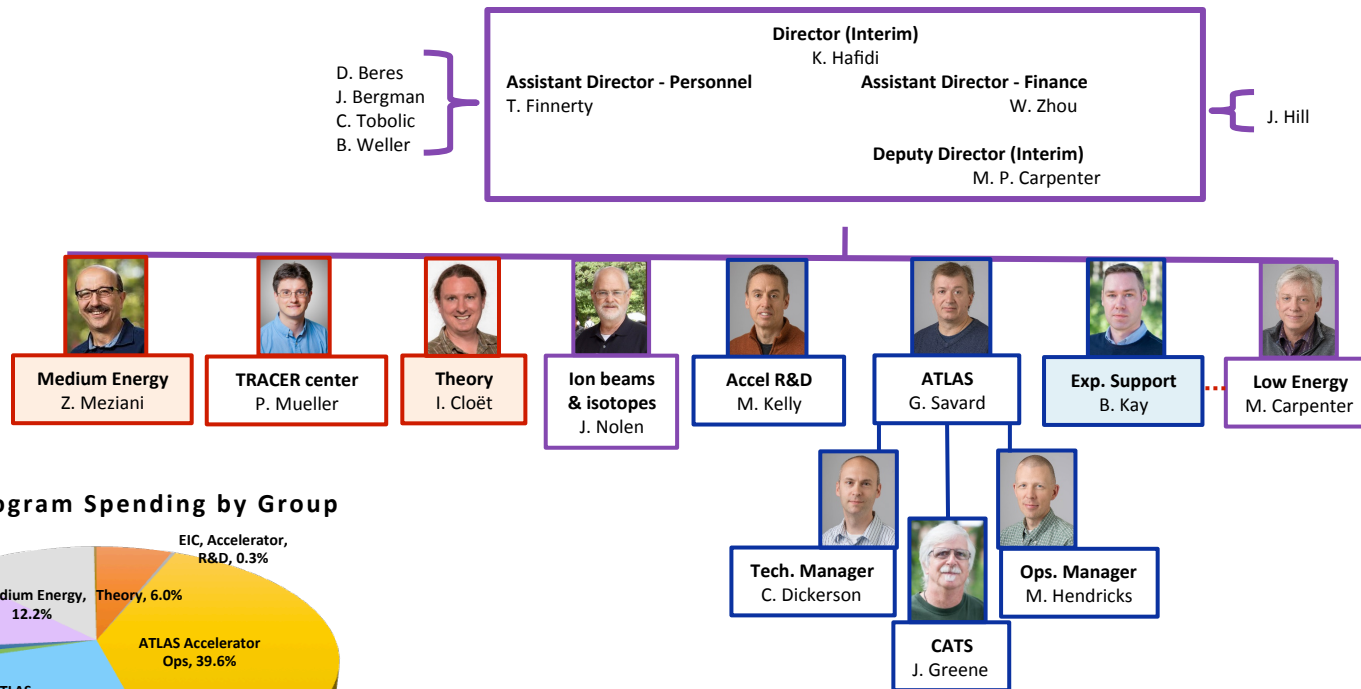 Director (Interim)
K. Hafidi
D. Beres
J. Bergman
C. Tobolic
B. Weller
Assistant Director - Personnel
T. Finnerty
Assistant Director - Finance
W. Zhou
J. Hill
Deputy Director (Interim)
M. P. Carpenter
Medium Energy
Z. Meziani
TRACER center
P. Mueller
Theory
I. Cloët
Ion beams
& isotopes
J. Nolen
Accel R&D
M. Kelly
ATLAS
G. Savard
Exp. Support
B. Kay
Low Energy
M. Carpenter
Tech. Manager
C. Dickerson
CATS
J. Greene
Ops. Manager
M. Hendricks
Spending by Group
EIC, Accelerator,
R&D, 0.3%
Energy,
12.2%
Theory, 6.0%
ATLAS Accelerator
Ops, 39.6%